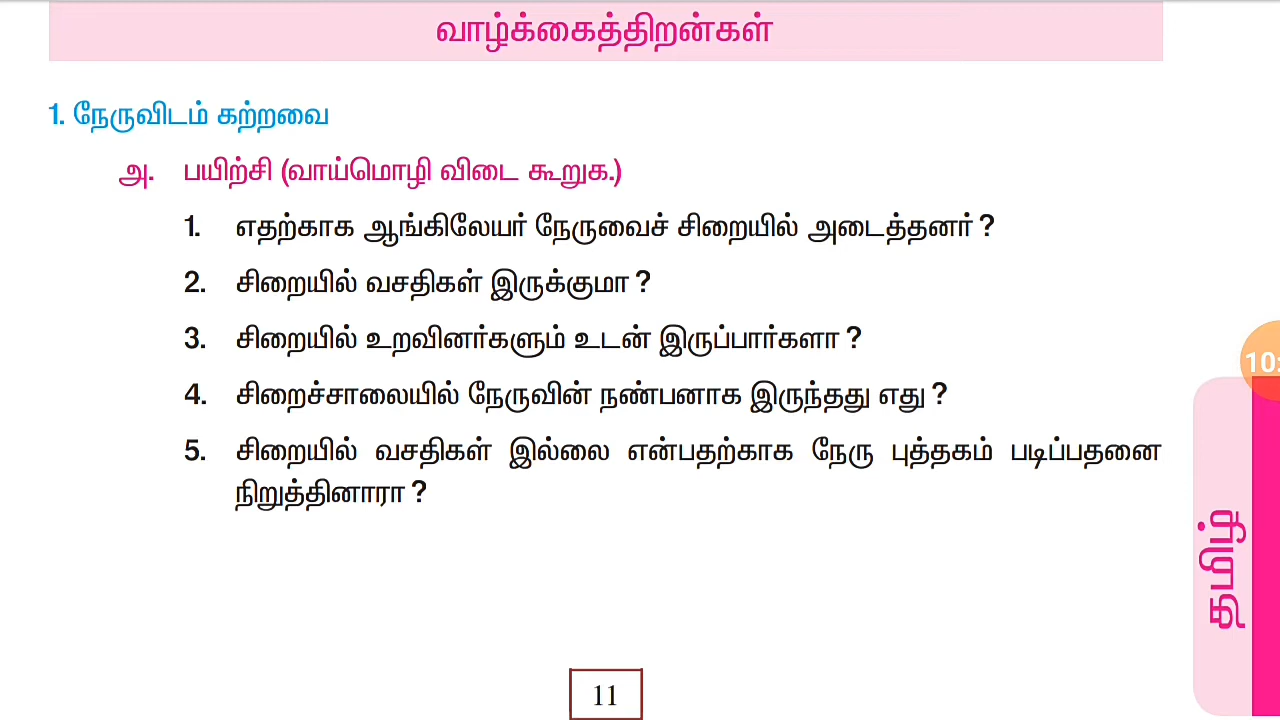 வாழ்க்கைத்திறன்கள்
1. நேருவிடம் கற்றவை
அ. பயிற்சி (வாய்மொழி விடை கூறுக.)
1. எதற்காக ஆங்கிலேயர் நேருவைச் சிறையில் அடைத்தனர் ?
2. சிறையில் வசதிகள் இருக்குமா ?
3. சிறையில் உறவினர்களும் உடன் இருப்பார்களா ?
4. சிறைச்சாலையில் நேருவின் நண்பனாக இருந்தது எது ?
5. சிறையில் வசதிகள் இல்லை என்பதற்காக நேரு புத்தகம் படிப்பதனை
நிறுத்தினாரா ?
தமிழ்
11